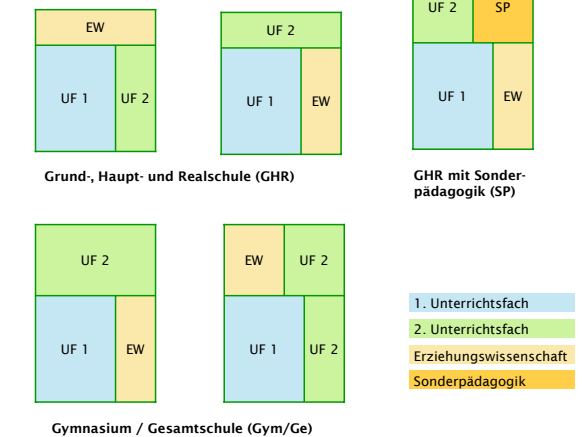 EW
UF 1
UF 2
UF 2
UF 1
EW
Grund-, Haupt- und Realschule (GHR)
UF 2
SP
UF 1
EW
GHR mit Sonder-
pädagogik (SP)
UF 2
UF 1
EW
EW
UF 2
UF 1
UF 2
Gymnasium / Gesamtschule (Gym/Ge)
1. Unterrichtsfach
2. Unterrichtsfach
Erziehungswissenschaft
Sonderpädagogik